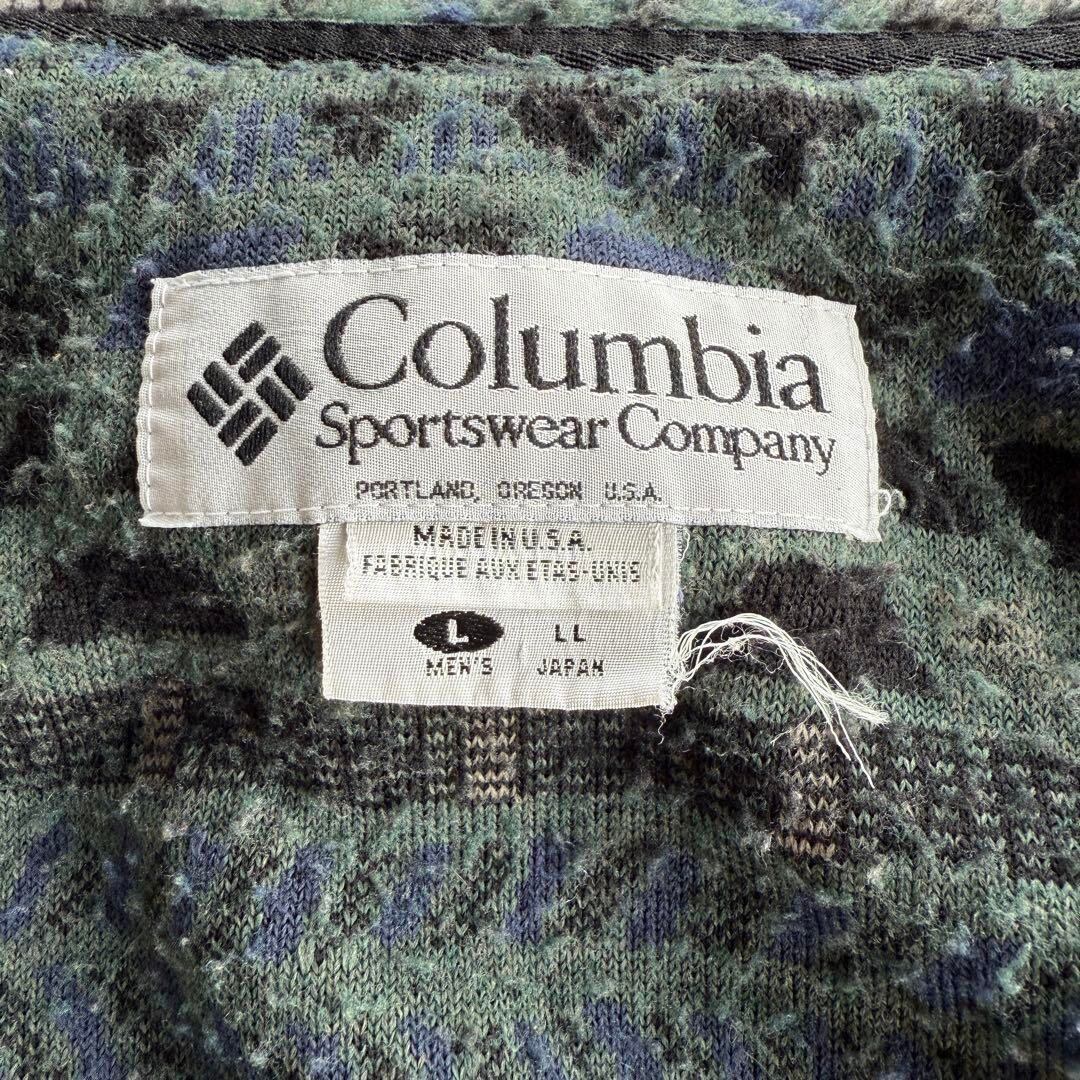 Columbia
Sportswear Company
PORTLAND, OREGON U.S.A.
MADE IN U.S.A.
FABRIQUE AUX ETAS-UNIS
L LL
MEN'S JAPAN